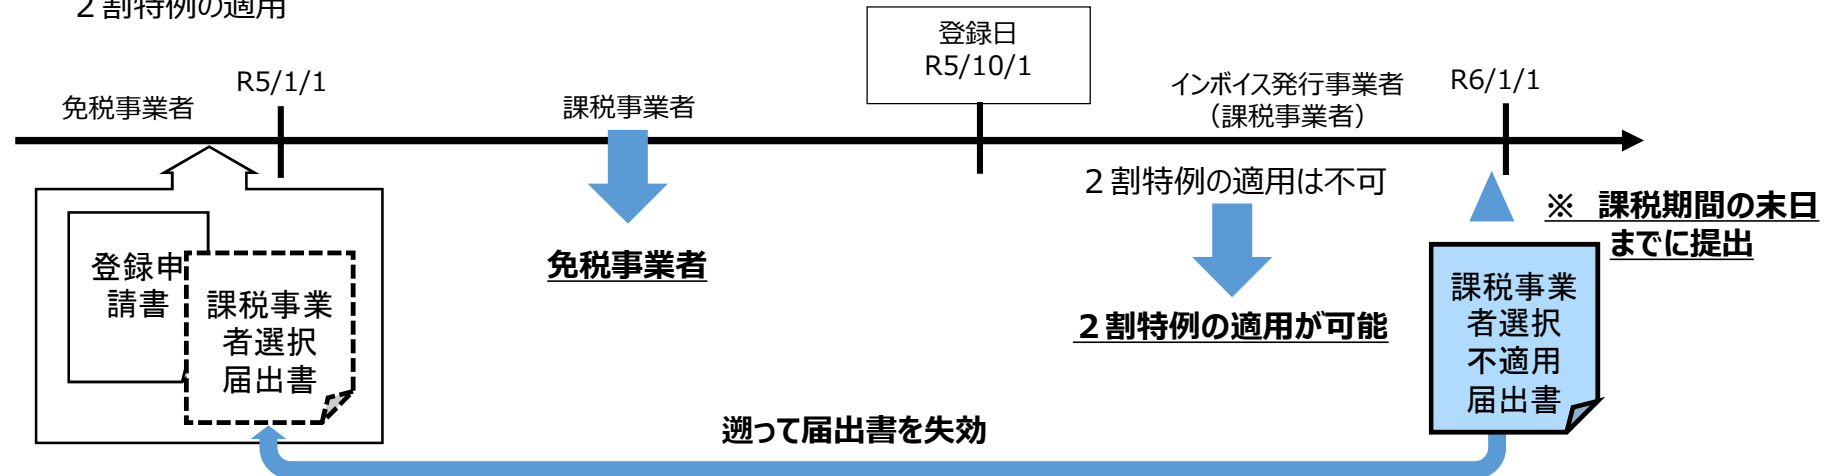 ２割特例の適用
登録日
R5/10/1
R5/1/1
インボイス発行事業者
（課税事業者）
R6/1/1
免税事業者
課税事業者
２割特例の適用は不可
※　課税期間の末日
までに提出
登録申
請書
課税事業
者選択
届出書
免税事業者
２割特例の適用が可能
課税事業
者選択
不適用
届出書
遡って届出書を失効